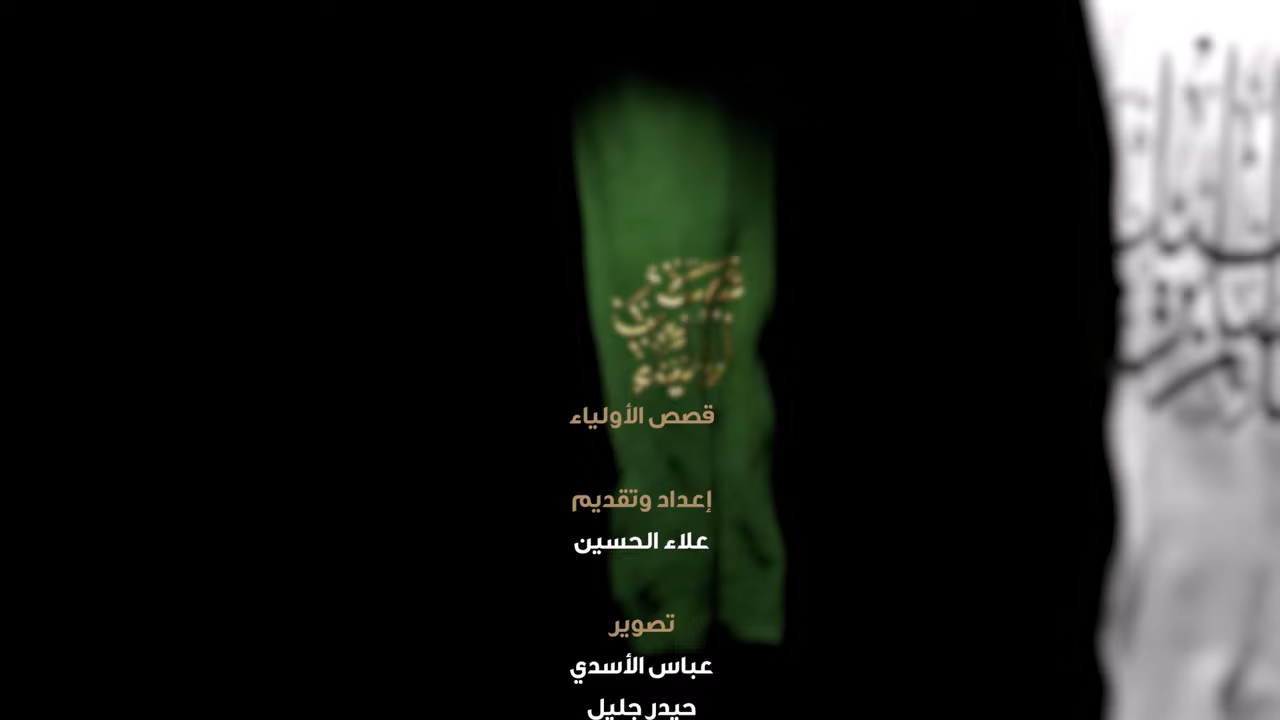 قصص الأولياء
إعداد وتقديم
علاء الحسين
تصوير
عباس الأسدي
حيدر جليل